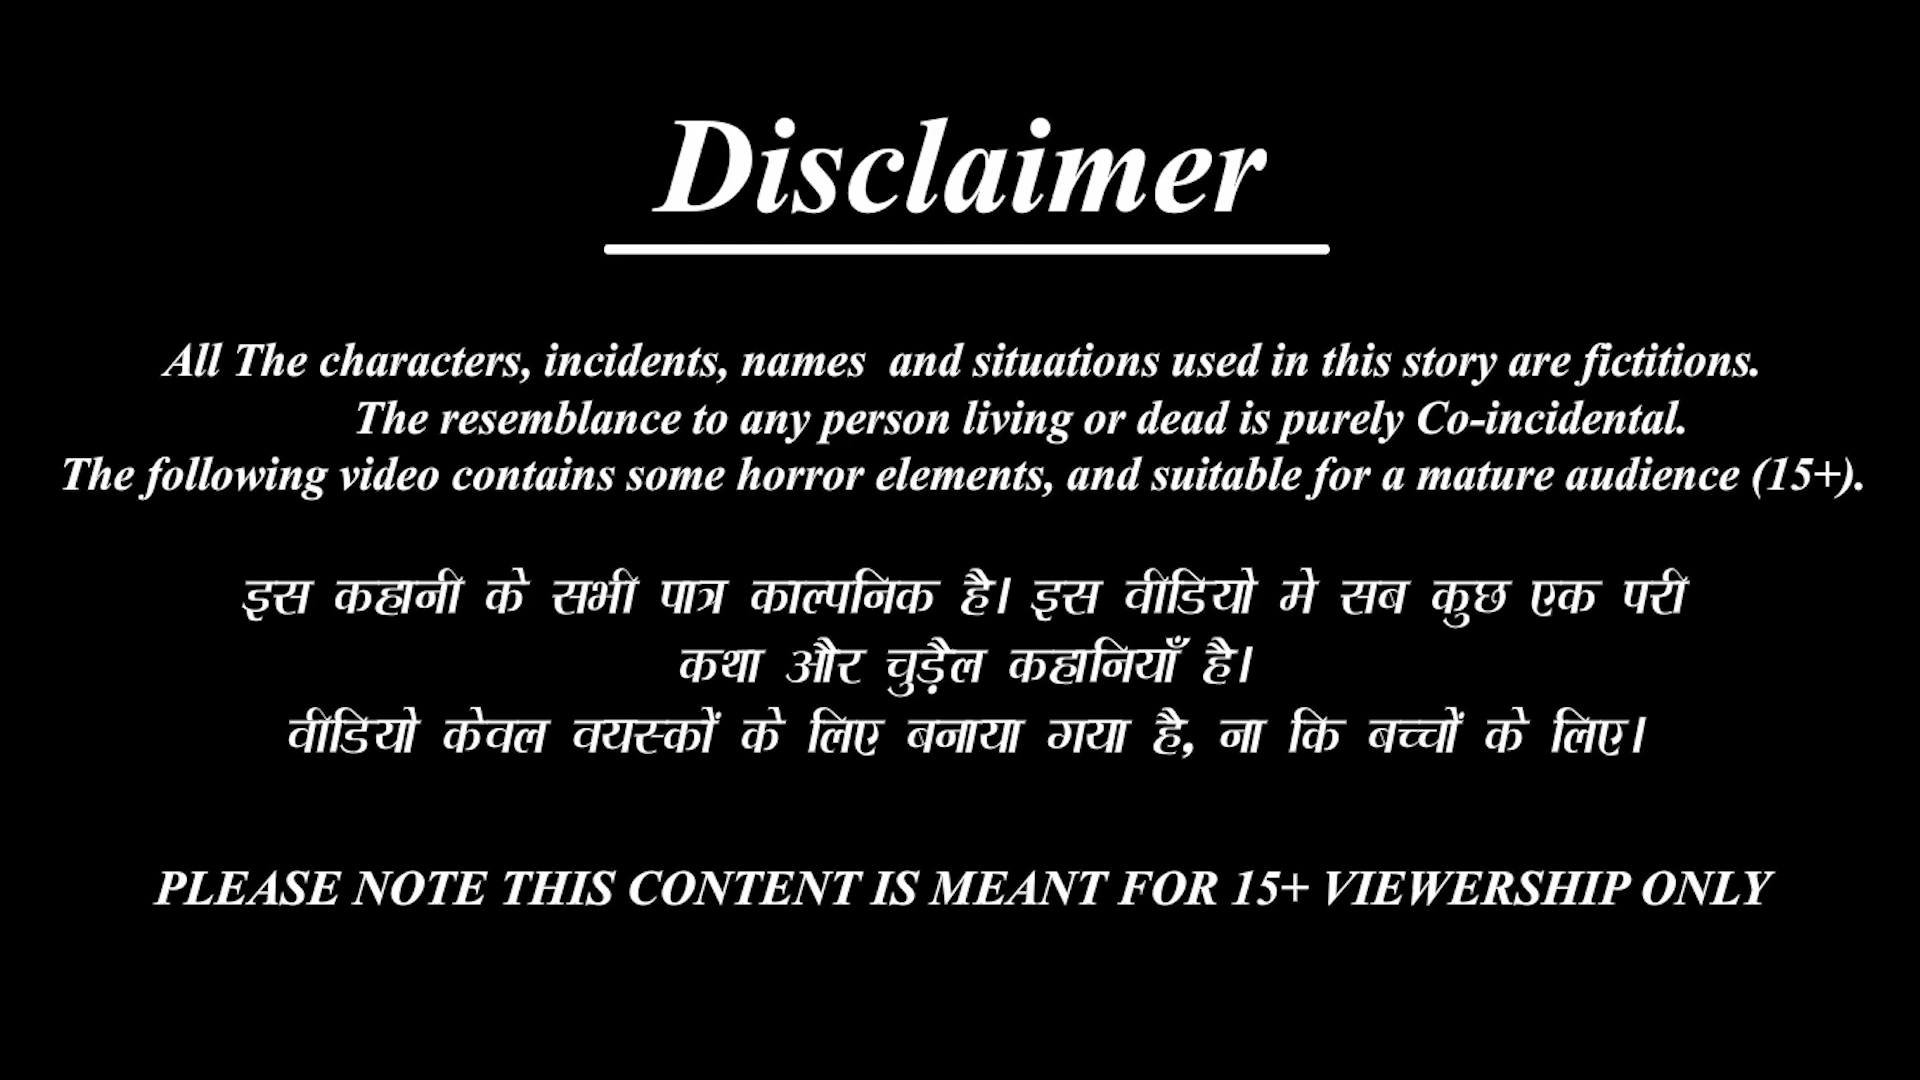 Disclaimer
All The characters, incidents, names and situations used in this story are fictitions.
The resemblance to any person living or dead is purely Co-incidental.
The following video contains some horror elements, and suitable for a mature audience (15+).
इस कहानी के सभी पात्र काल्पनिक है। इस वीडियो मे सब कुछ एक परी
कथा और चुड़ैल कहानियाँ है।
वीडियो केवल वयस्कों के लिए बनाया गया है, ना कि बच्चों के लिए।
PLEASE NOTE THIS CONTENT IS MEANT FOR 15+ VIEWERSHIP ONLY